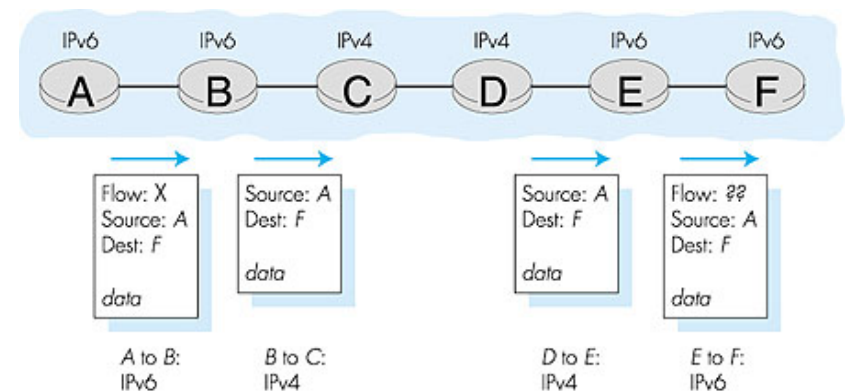 IPv6 IPv6 IPv4 IPv4 IPv6 IPv6
A B C D E F
Flow: X
Source: A
Dest: F
data
Source: A
Dest: F
data
Source: A
Dest: F
data
Flow: ??
Source: A
Dest: F
data
A to B:
IPv6
B to C:
IPv4
D to E:
IPv4
E to F:
IPv6